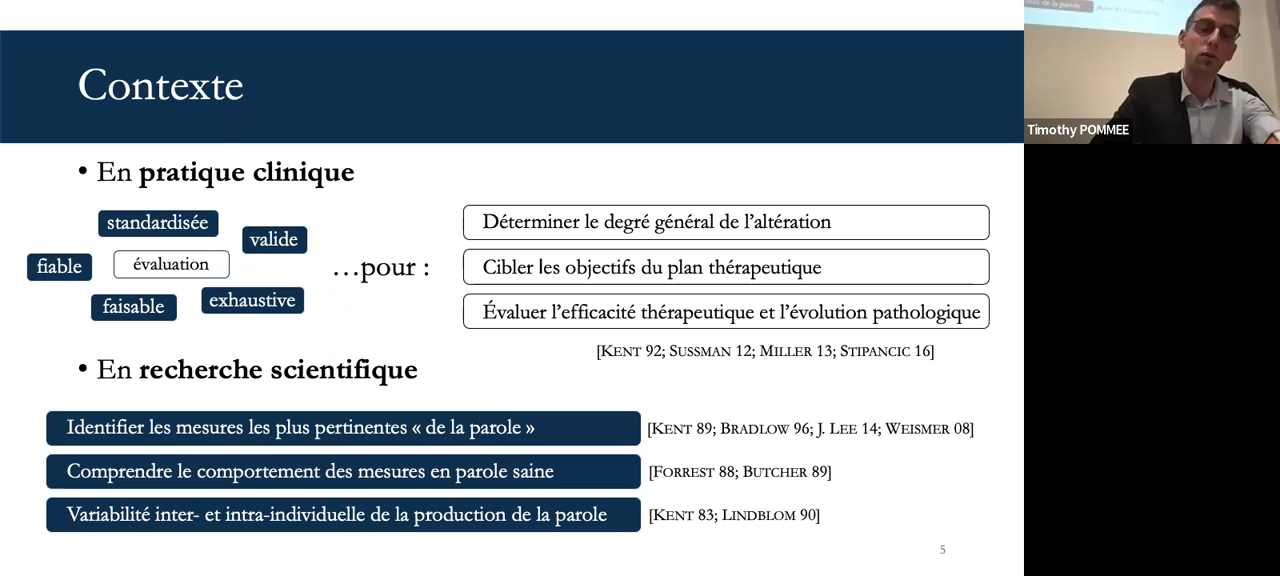 Contexte
• En pratique clinique
standardisée
valide
fiable
évaluation
faisable
exhaustive
…pour :
Déterminer le degré général de l’altération
Cibler les objectifs du plan thérapeutique
Évaluer l’efficacité thérapeutique et l’évolution pathologique
[KENT 92; SUSSMAN 12; MILLER 13; STIPANCIC 16]
• En recherche scientifique
Identifier les mesures les plus pertinentes « de la parole » [KENT 89; BRADLOW 96; J. LEE 14; WEISMER 08]
Comprendre le comportement des mesures en parole saine [FORREST 88; BUTCHER 89]
Variabilité inter- et intra-individuelle de la production de la parole [KENT 83; LINDBLOM 90]
5
Timothy POMMEE